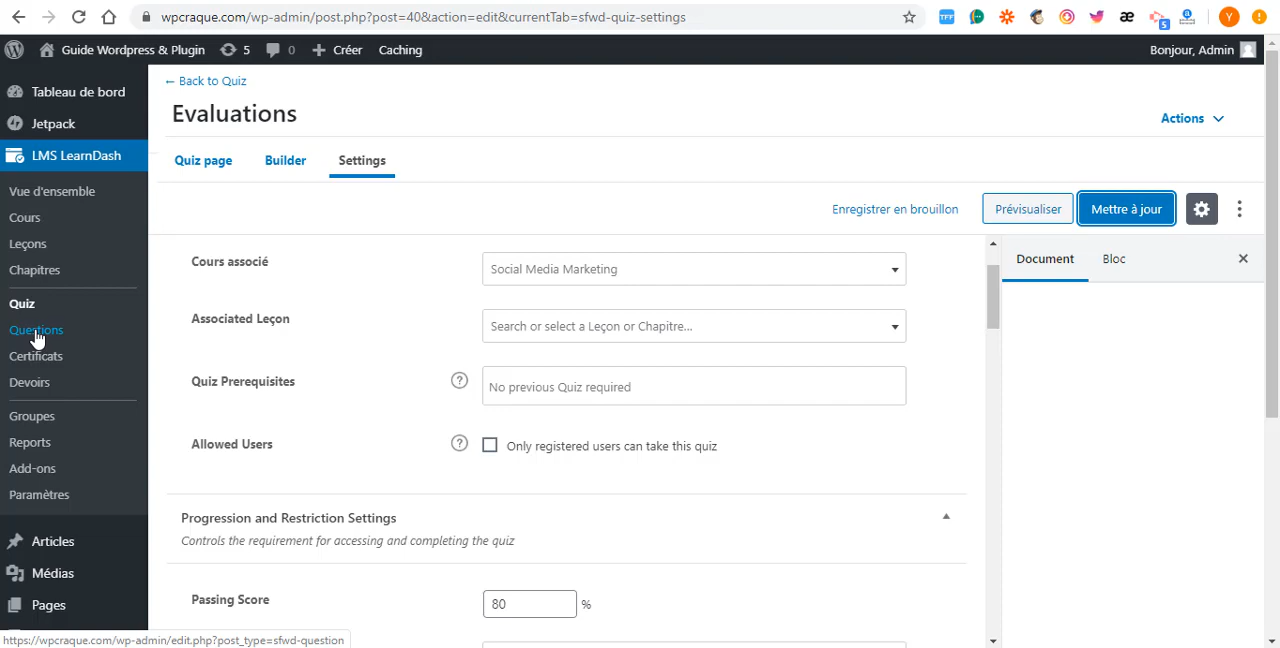 wpcraque.com/wp-admin/post.php?post=40&action=edit&currentTab=sfwd-quiz-settings
TFF
æ
5
Y
Guide Wordpress & Plugin
5
0
Créer
Caching
Bonjour, Admin
Tableau de bord
Jetpack
LMS LearnDash
Vue d'ensemble
Cours
Leçons
Chapitres
Quiz
Questions
Certificats
Devoirs
Groupes
Reports
Add-ons
Paramètres
Articles
Médias
Pages
← Back to Quiz
Evaluations
Actions
Quiz page
Builder
Settings
Enregistrer en brouillon
Prévisualiser
Mettre à jour
Cours associé
Social Media Marketing
Associated Leçon
Search or select a Leçon or Chapitre...
Quiz Prerequisites
?
No previous Quiz required
Allowed Users
?
Only registered users can take this quiz
Progression and Restriction Settings
Controls the requirement for accessing and completing the quiz
Passing Score
80
%
Document
Bloc
https://wpcraque.com/wp-admin/edit.php?post_type=sfwd-question